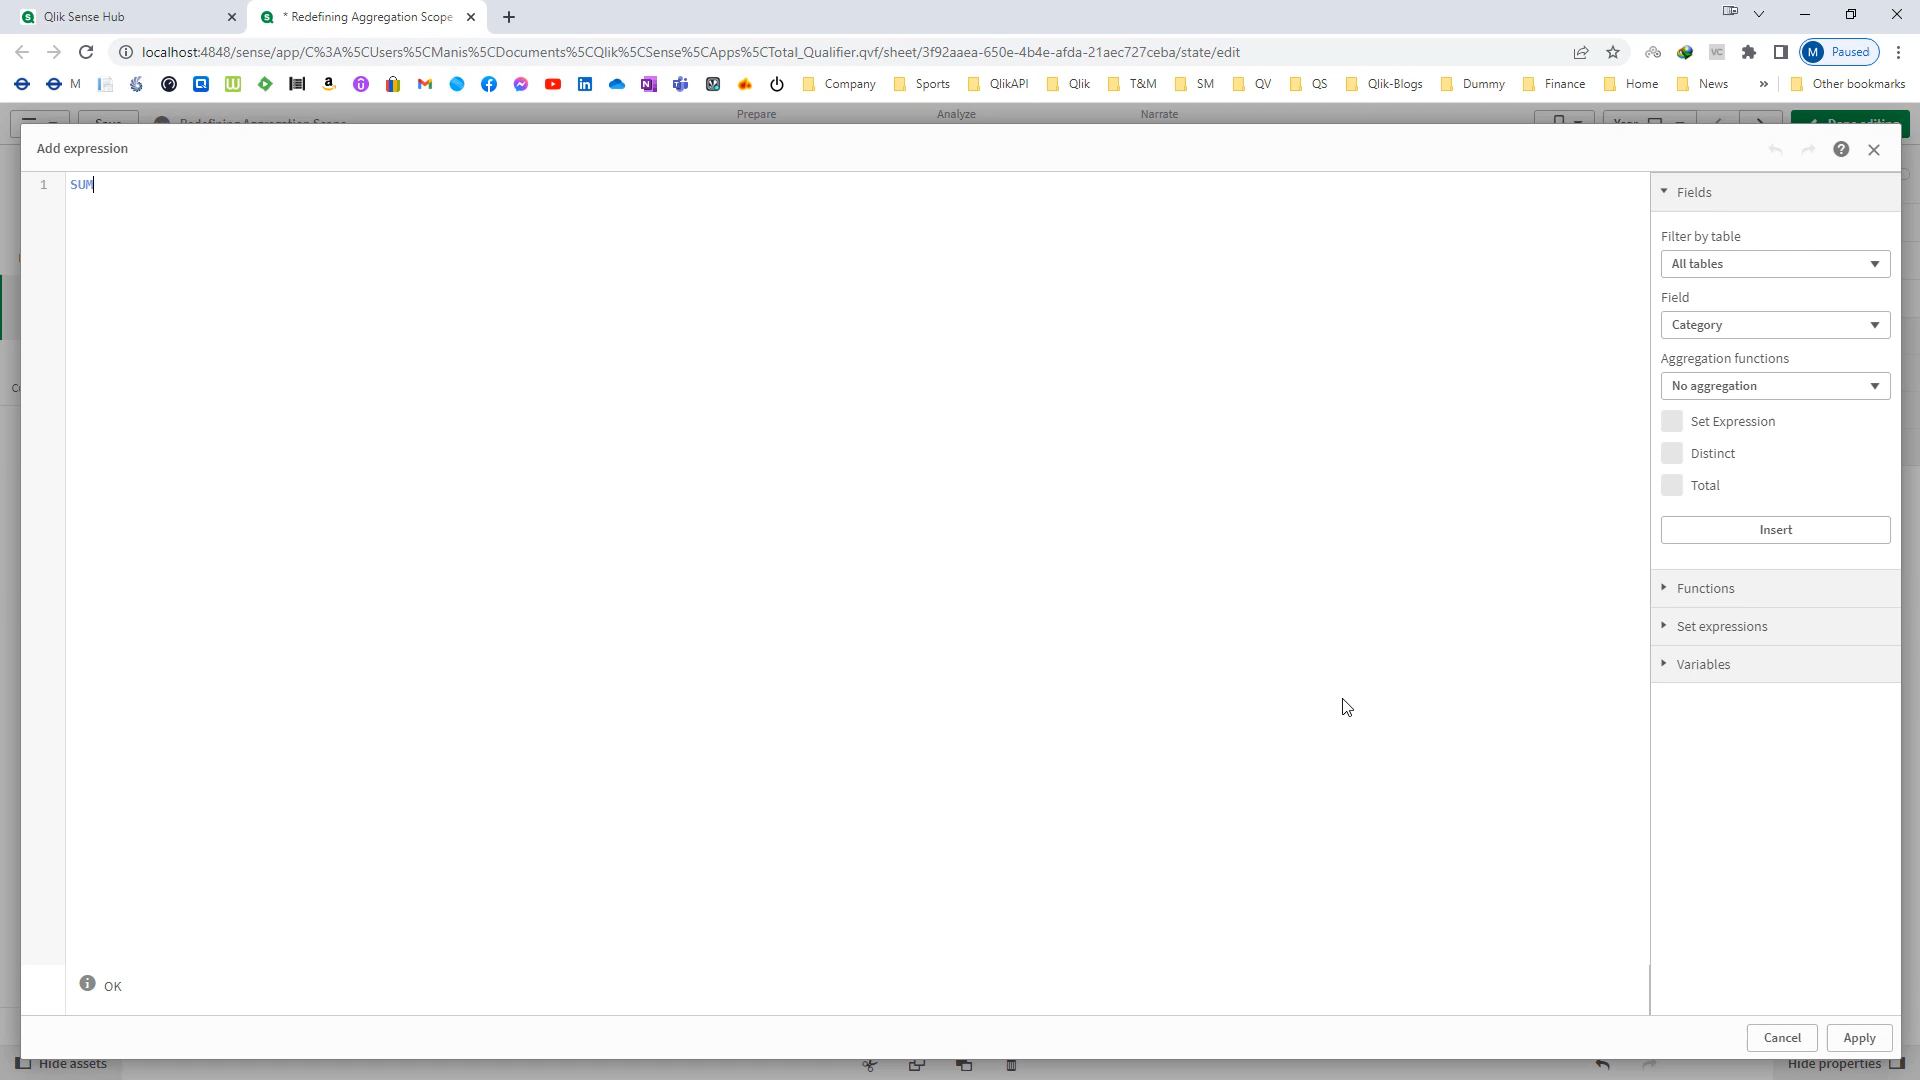 Qlik Sense Hub
* Redefining Aggregation Scope
localhost:4848/sense/app/C%3A%5CUsers%5CManis%5CDocuments%5CQlik%5CSense%5CApps%5CTotal_Qualifier.qvf/sheet/3f92aaea-650e-4b4e-afda-21aec727ceba/state/edit
VC
M Paused
M
Company
Sports
QlikAPI
Qlik
T&M
SM
QV
QS
Qlik-Blogs
Dummy
Finance
Home
News
»
Other bookmarks
Prepare
Analyze
Narrate
Add expression
1 SUM
Fields
Filter by table
All tables
Field
Category
Aggregation functions
No aggregation
Set Expression
Distinct
Total
Insert
Functions
Set expressions
Variables
OK
Cancel
Apply
Hide assets
Hide properties